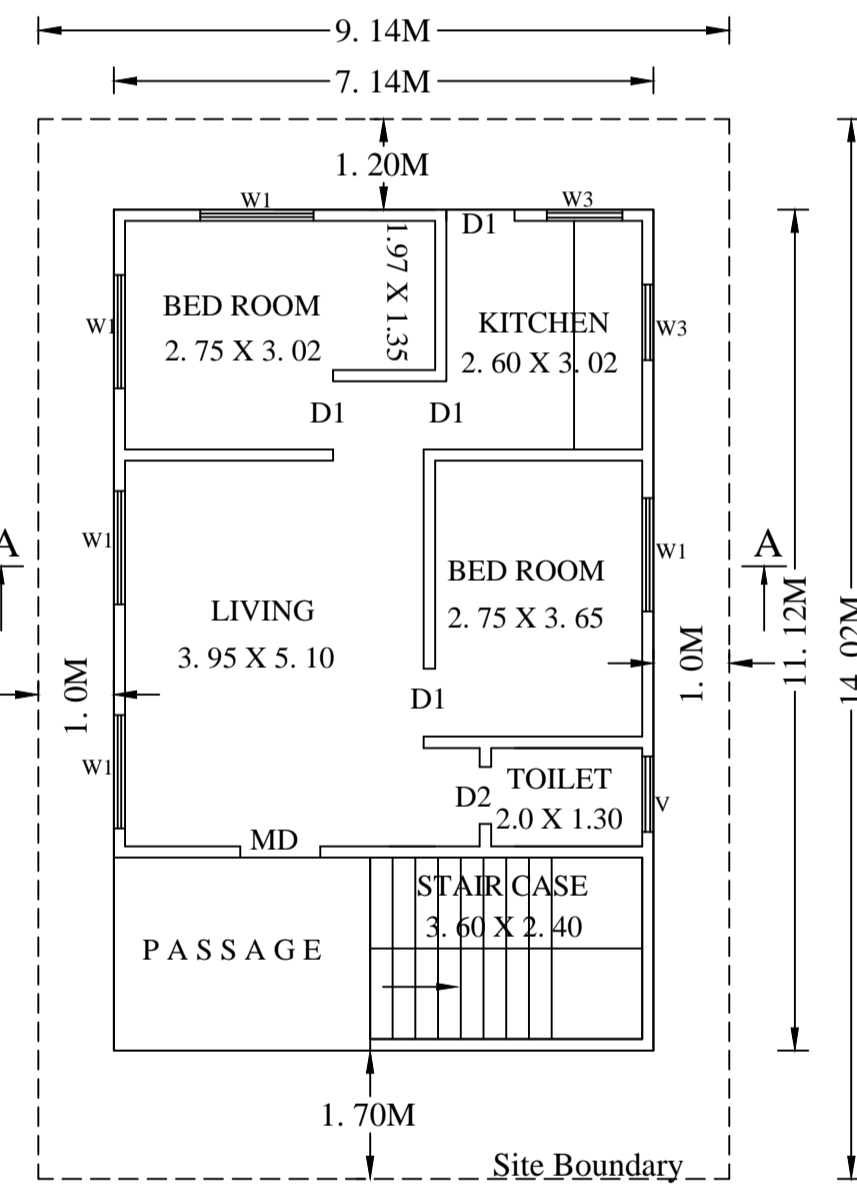 9. 14M
7. 14M
1. 20M
W1
W3
D1
1.97 X 1.35
BED ROOM
2. 75 X 3. 02
KITCHEN
2. 60 X 3. 02
W1
W3
D1
D1
A
W1
W1
A
BED ROOM
2. 75 X 3. 65
LIVING
3. 95 X 5. 10
1. 0M
1. 0M
11. 12M
14. 02M
D1
W1
TOILET
2.0 X 1.30
D2
V
MD
STAIR CASE
3. 60 X 2. 40
PASSAGE
1. 70M
Site Boundary